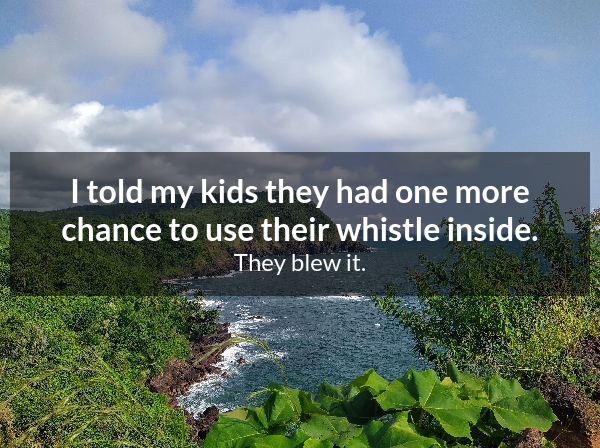 I told my kids they had one more
chance to use their whistle inside.
They blew it.